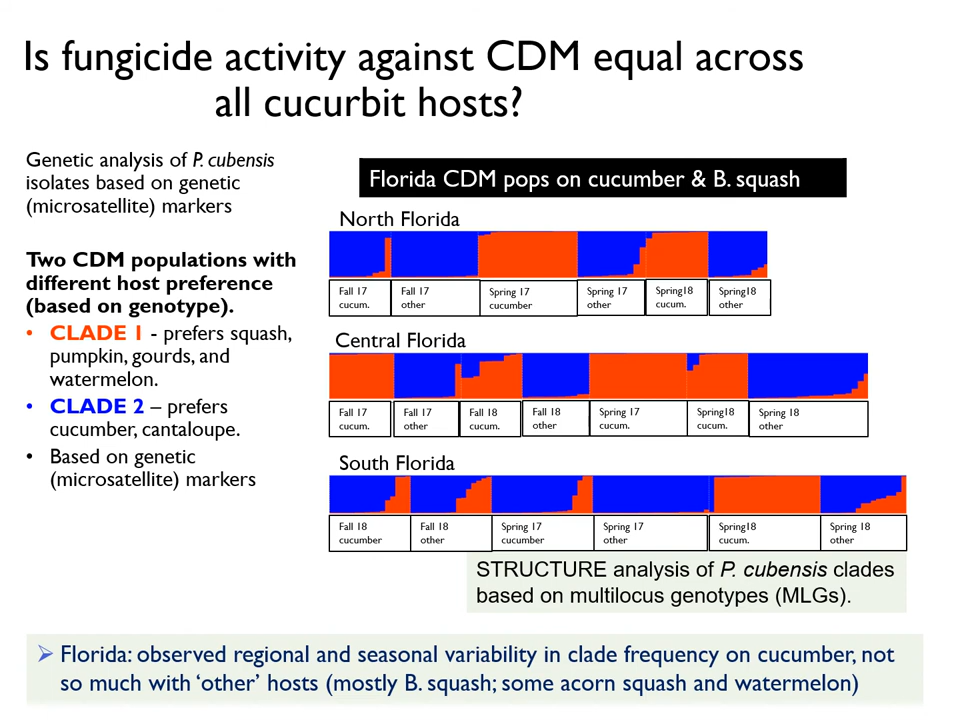 Is fungicide activity against CDM equal across
all cucurbit hosts?
Genetic analysis of P. cubensis
isolates based on genetic
(microsatellite) markers
Two CDM populations with
different host preference
(based on genotype).
• CLADE 1 - prefers squash,
pumpkin, gourds, and
watermelon.
• CLADE 2 – prefers
cucumber, cantaloupe.
• Based on genetic
(microsatellite) markers
Florida CDM pops on cucumber & B. squash
North Florida
Fall 17 Fall 17 Spring 17 Spring 17 Spring18 Spring18
cucum. other cucumber other cucum. other
Central Florida
Fall 17 Fall 17 Fall 18 Fall 18 Spring 17 Spring18 Spring 18
cucum. other cucum. other cucum. cucum. other
South Florida
Fall 18 Fall 18 Spring 17 Spring 17 Spring18 Spring 18
cucumber other cucumber other cucum. other
STRUCTURE analysis of P. cubensis clades
based on multilocus genotypes (MLGs).
➢ Florida: observed regional and seasonal variability in clade frequency on cucumber, not
so much with ‘other’ hosts (mostly B. squash; some acorn squash and watermelon)